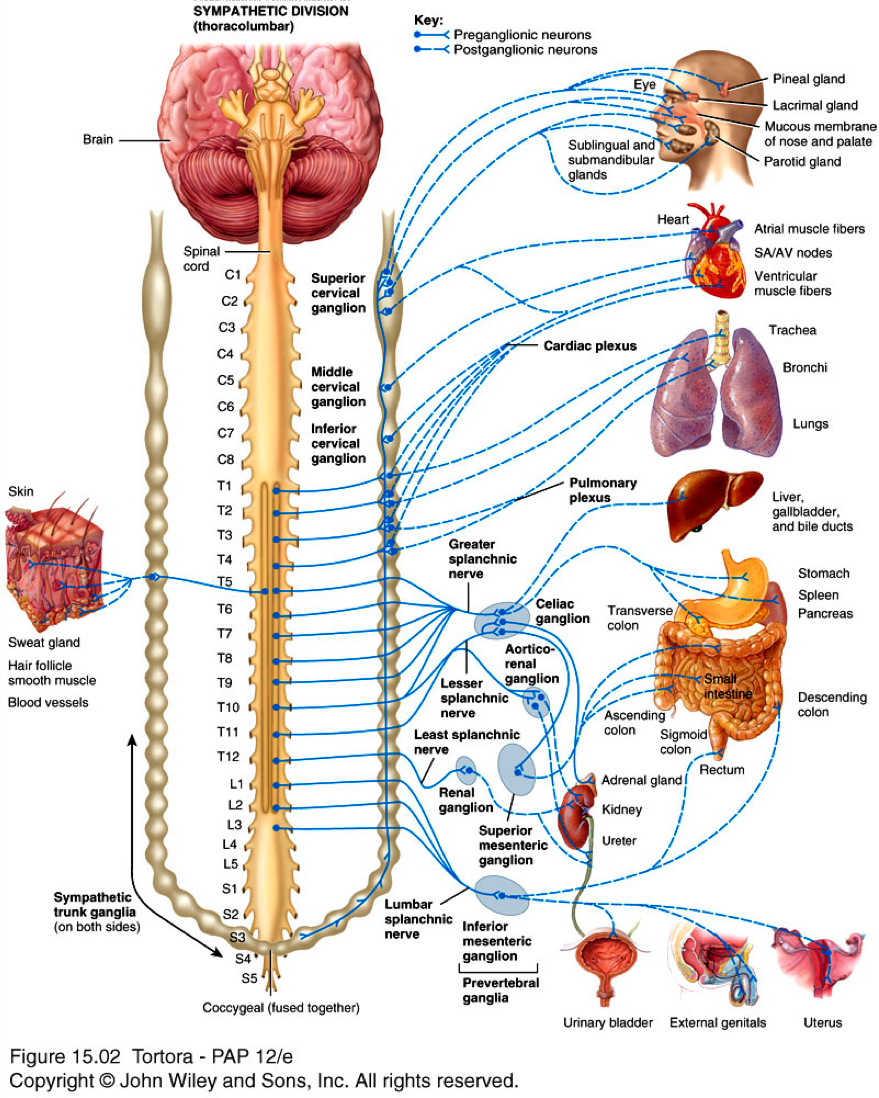 SYMPATHETIC DIVISION
(thoracolumbar)
Key:
Preganglionic neurons
Postganglionic neurons
Brain
Eye
Pineal gland
Lacrimal gland
Mucous membrane
of nose and palate
Parotid gland
Sublingual and
submandibular
glands
Spinal
cord
Heart
Atrial muscle fibers
SA/AV nodes
Ventricular
muscle fibers
C1
C2
C3
C4
C5
C6
C7
C8
T1
T2
T3
T4
T5
T6
T7
T8
T9
T10
T11
T12
L1
L2
L3
L4
L5
S1
S2
S3
S4
S5
Superior
cervical
ganglion
Middle
cervical
ganglion
Inferior
cervical
ganglion
Cardiac plexus
Trachea
Bronchi
Lungs
Pulmonary
plexus
Skin
Sweat gland
Hair follicle
smooth muscle
Blood vessels
Liver,
gallbladder,
and bile ducts
Greater
splanchnic
nerve
Celiac
ganglion
Stomach
Spleen
Pancreas
Transverse
colon
Aortico-
renal
ganglion
Lesser
splanchnic
nerve
Small
intestine
Descending
colon
Ascending
colon
Sigmoid
colon
Rectum
Least splanchnic
nerve
Renal
ganglion
Superior
mesenteric
ganglion
Adrenal gland
Kidney
Ureter
Sympathetic
trunk ganglia
(on both sides)
Lumbar
splanchnic
nerve
Inferior
mesenteric
ganglion
Prevertebral
ganglia
Coccygeal (fused together)
Urinary bladder
External genitals
Uterus
Figure 15.02 Tortora - PAP 12/e
Copyright © John Wiley and Sons, Inc. All rights reserved.